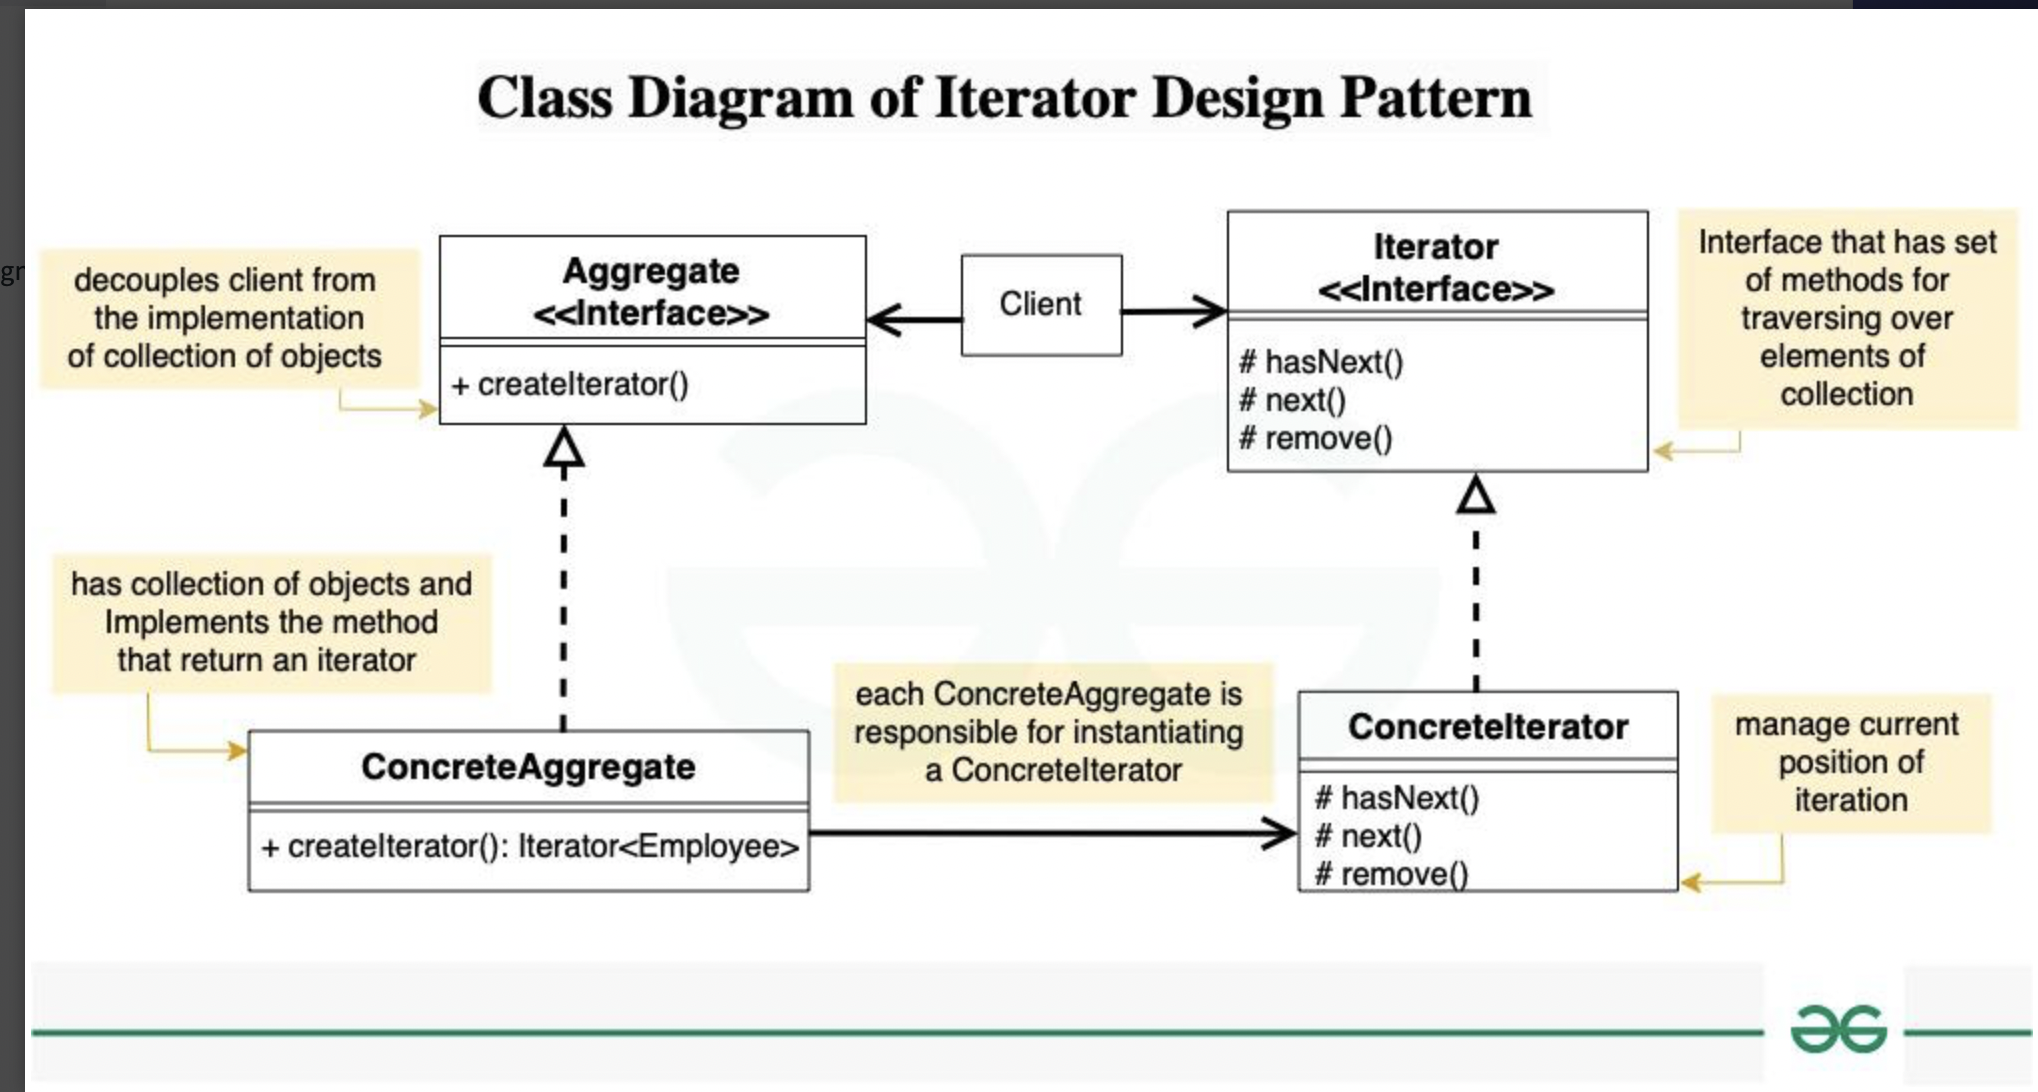 Class Diagram of Iterator Design Pattern
decouples client from
the implementation
of collection of objects
Aggregate
<<Interface>>
+ createIterator()
Client
Iterator
<<Interface>>
# hasNext()
# next()
# remove()
Interface that has set
of methods for
traversing over
elements of
collection
has collection of objects and
Implements the method
that return an iterator
ConcreteAggregate
+ createIterator(): Iterator<Employee>
each ConcreteAggregate is
responsible for instantiating
a ConcreteIterator
ConcreteIterator
# hasNext()
# next()
# remove()
manage current
position of
iteration